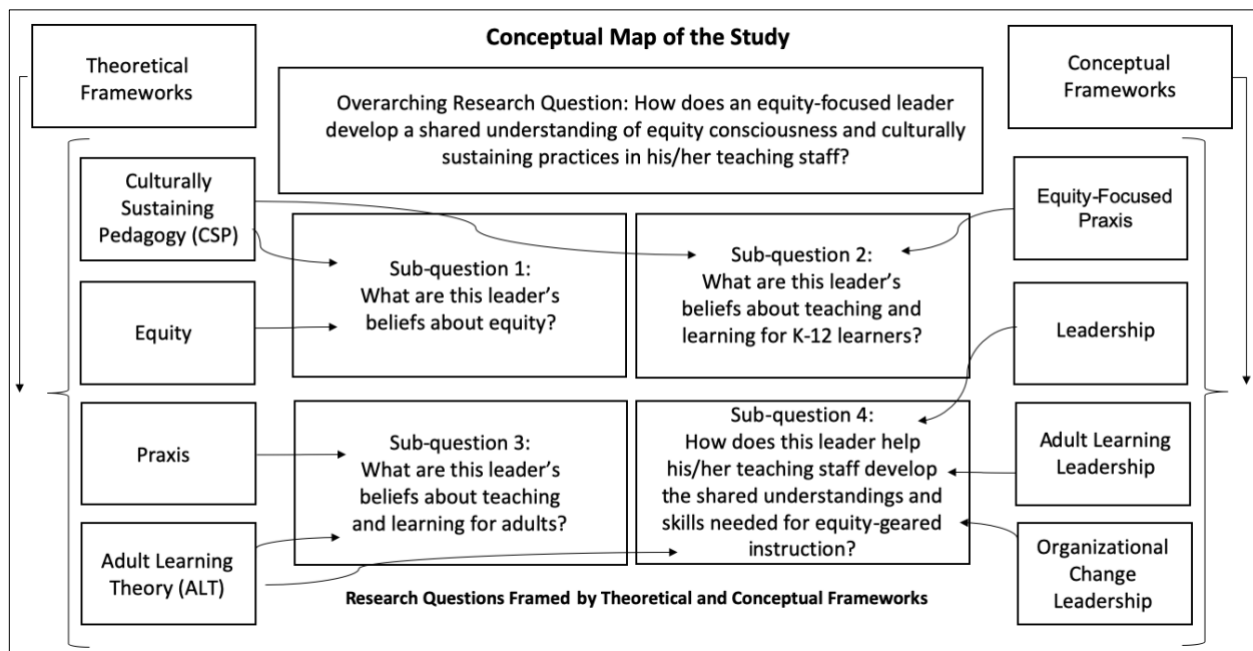 Conceptual Map of the Study
Theoretical
Frameworks
Conceptual
Frameworks
Overarching Research Question: How does an equity-focused leader
develop a shared understanding of equity consciousness and culturally
sustaining practices in his/her teaching staff?
Culturally
Sustaining
Pedagogy (CSP)
Equity
Praxis
Adult Learning
Theory (ALT)
Sub-question 1:
What are this leader’s
beliefs about equity?
Sub-question 2:
What are this leader’s
beliefs about teaching and
learning for K-12 learners?
Sub-question 3:
What are this leader’s
beliefs about teaching
and learning for adults?
Sub-question 4:
How does this leader help
his/her teaching staff develop
the shared understandings and
skills needed for equity-geared
instruction?
Equity-Focused
Praxis
Leadership
Adult Learning
Leadership
Organizational
Change
Leadership
Research Questions Framed by Theoretical and Conceptual Frameworks